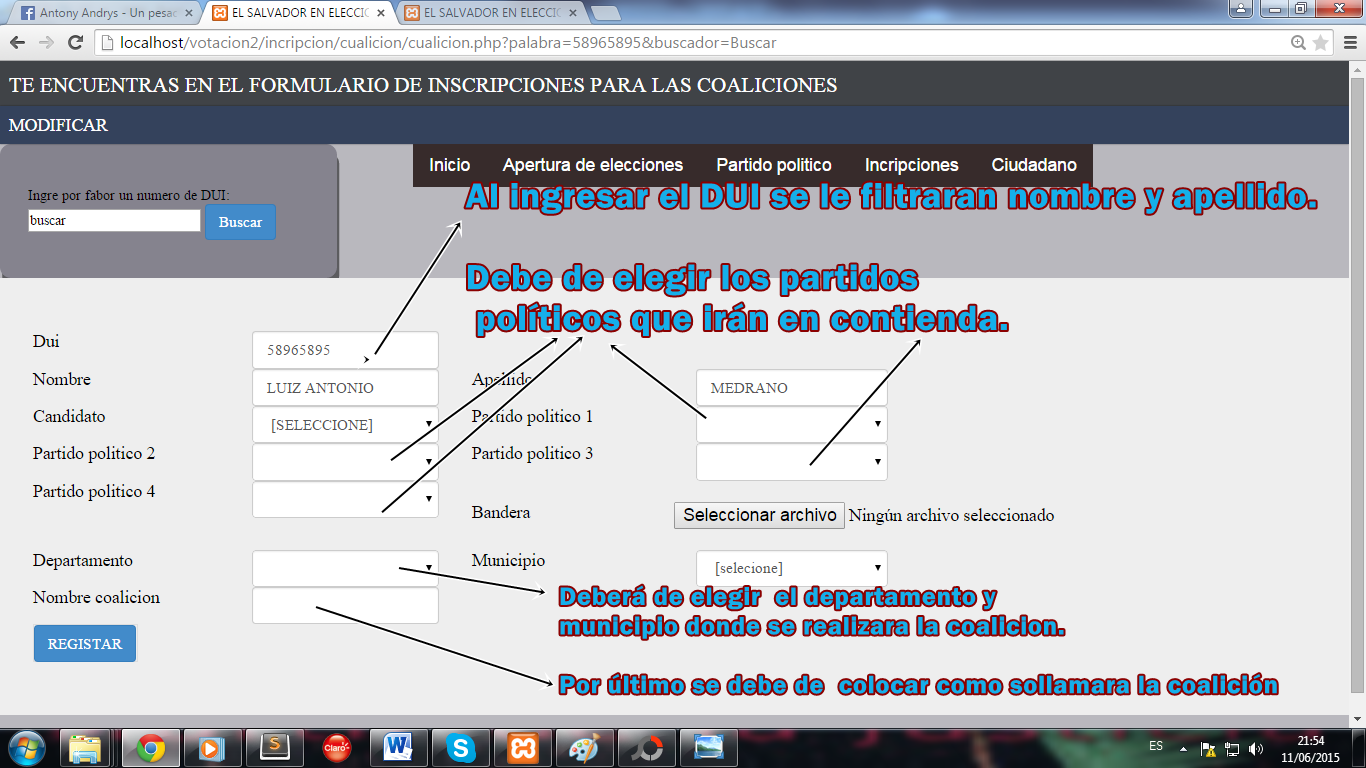 Antony Andrys - Un pesa
EL SALVADOR EN ELECCI
EL SALVADOR EN ELECCI
localhost/votacion2/incripcion/cualicion/cualicion.php?palabra=58965895&buscador=Buscar
TE ENCUENTRAS EN EL FORMULARIO DE INSCRIPCIONES PARA LAS COALICIONES
MODIFICAR
Inicio Apertura de elecciones Partido politico Incripciones Ciudadano
Ingre por fabor un numero de DUI:
buscar Buscar
Al ingresar el DUI se le filtraran nombre y apellido.
Debe de elegir los partidos
políticos que irán en contienda.
Dui 58965895
Nombre LUIZ ANTONIO Apellido MEDRANO
Candidato [SELECCIONE] Partido politico 1
Partido politico 2 Partido politico 3
Partido politico 4
Bandera Seleccionar archivo Ningún archivo seleccionado
Departamento Municipio [selecione]
Nombre coalicion
Deberá de elegir el departamento y
municipio donde se realizara la coalicion.
REGISTAR
Por último se debe de colocar como sollamara la coalición
Claro
ES
21:54
11/06/2015